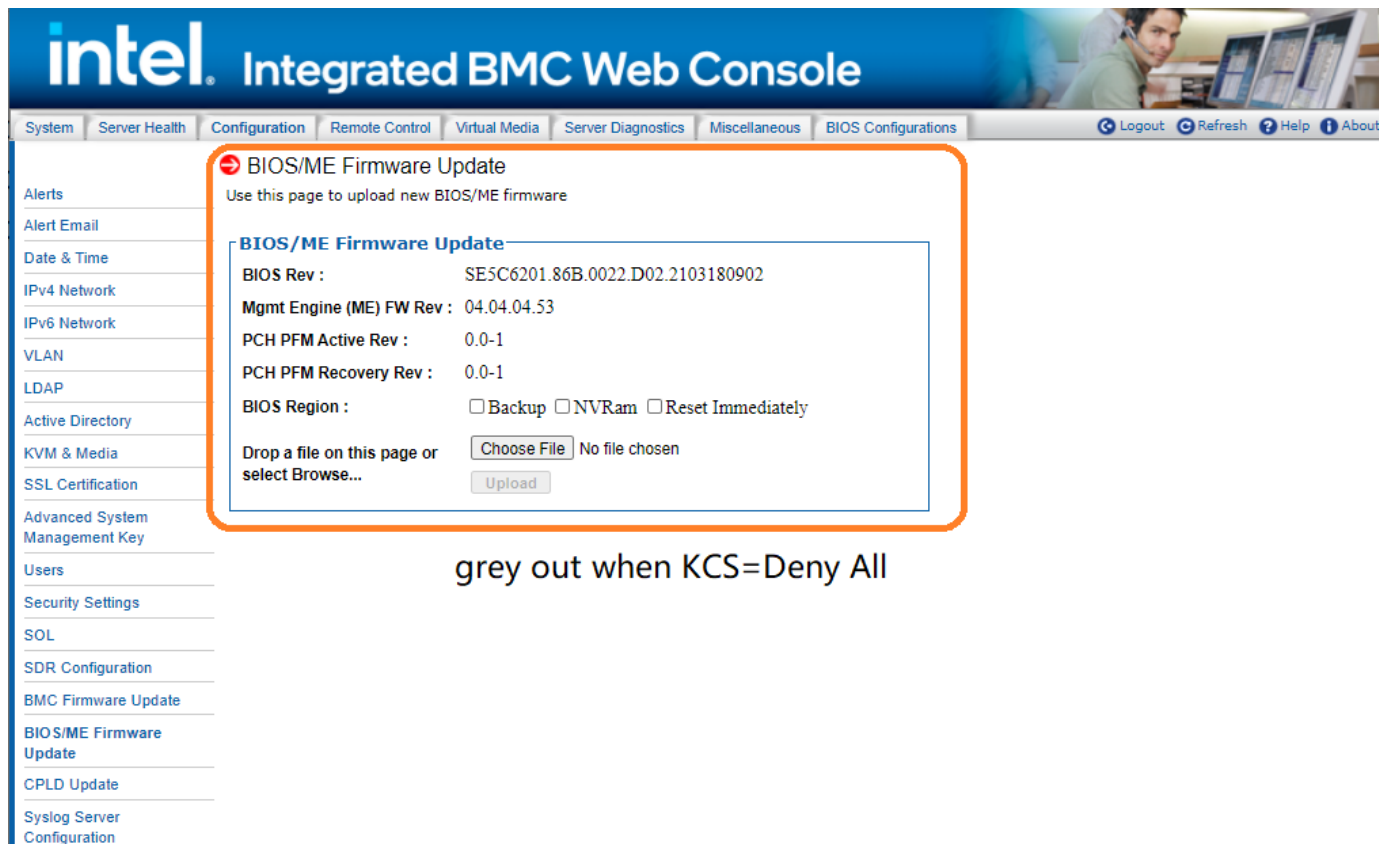 intel. Integrated BMC Web Console
System Server Health Configuration Remote Control Virtual Media Server Diagnostics Miscellaneous BIOS Configurations Logout Refresh Help About
Alerts
Alert Email
Date & Time
IPv4 Network
IPv6 Network
VLAN
LDAP
Active Directory
KVM & Media
SSL Certification
Advanced System
Management Key
Users
Security Settings
SOL
SDR Configuration
BMC Firmware Update
BIOS/ME Firmware
Update
CPLD Update
Syslog Server
Configuration
BIOS/ME Firmware Update
Use this page to upload new BIOS/ME firmware
BIOS/ME Firmware Update
BIOS Rev : SE5C6201.86B.0022.D02.2103180902
Mgmt Engine (ME) FW Rev : 04.04.04.53
PCH PFM Active Rev : 0.0-1
PCH PFM Recovery Rev : 0.0-1
BIOS Region : Backup NVRam Reset Immediately
Drop a file on this page or
select Browse...
Choose File No file chosen
Upload
grey out when KCS=Deny All